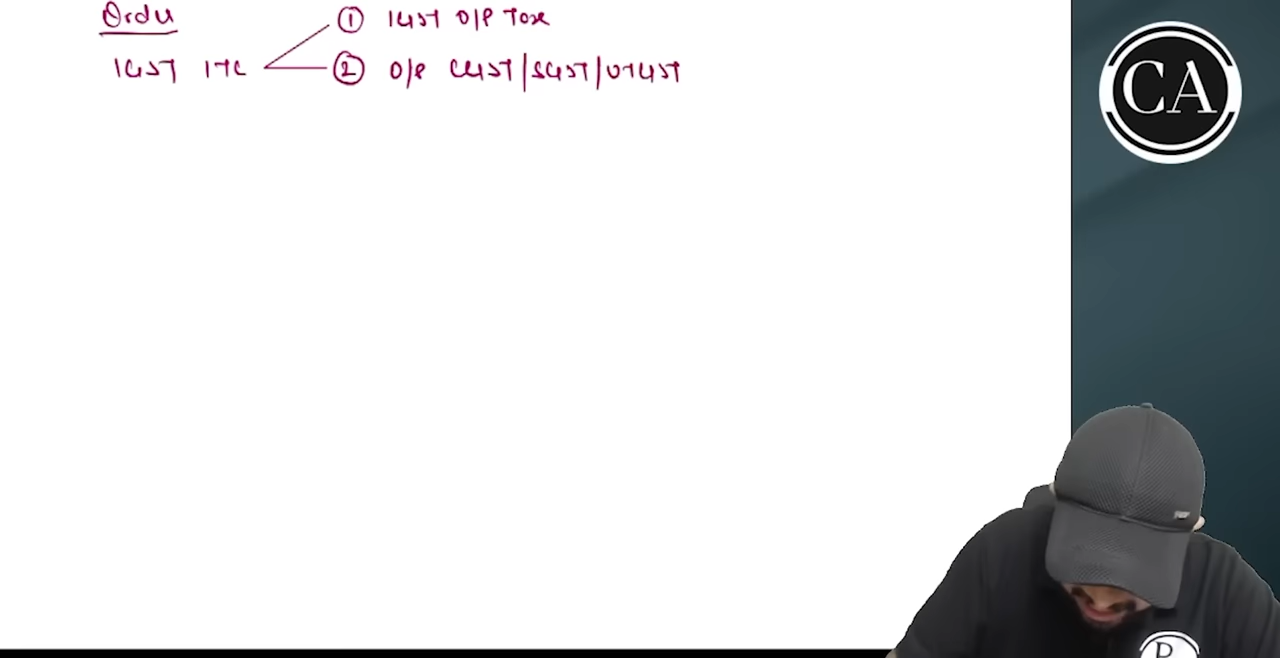 Order
① IGST O/P Tax
IGST ITC
② O/P CGST/SGST/UTGST
CA
P